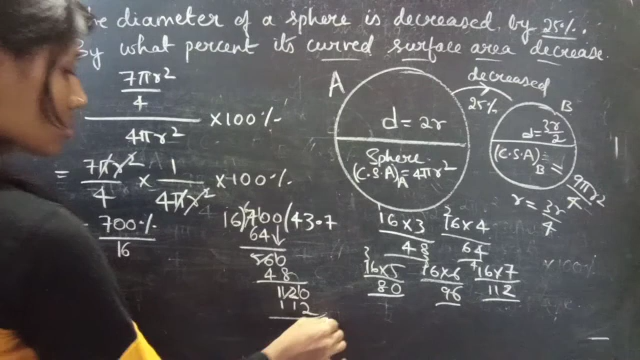 e diameter of a sphere is decreased by 25%.
By what percent its curved surface area decrease.
7πr²
4
4πr²
×100%
= 7πr²/4 × 1/4πr² ×100%
700%
16
16)700(43.7
64↓
560
48
1120
112
A
d = 2r
Sphere
(C.S.A)A = 4πr²
decreased
25%
B
d = 3r/2
(C.S.A)B = 9πr²/4
r = 3r/4
16×3
48
16×4
64
16×5
80
16×6
96
16×7
112
×100%